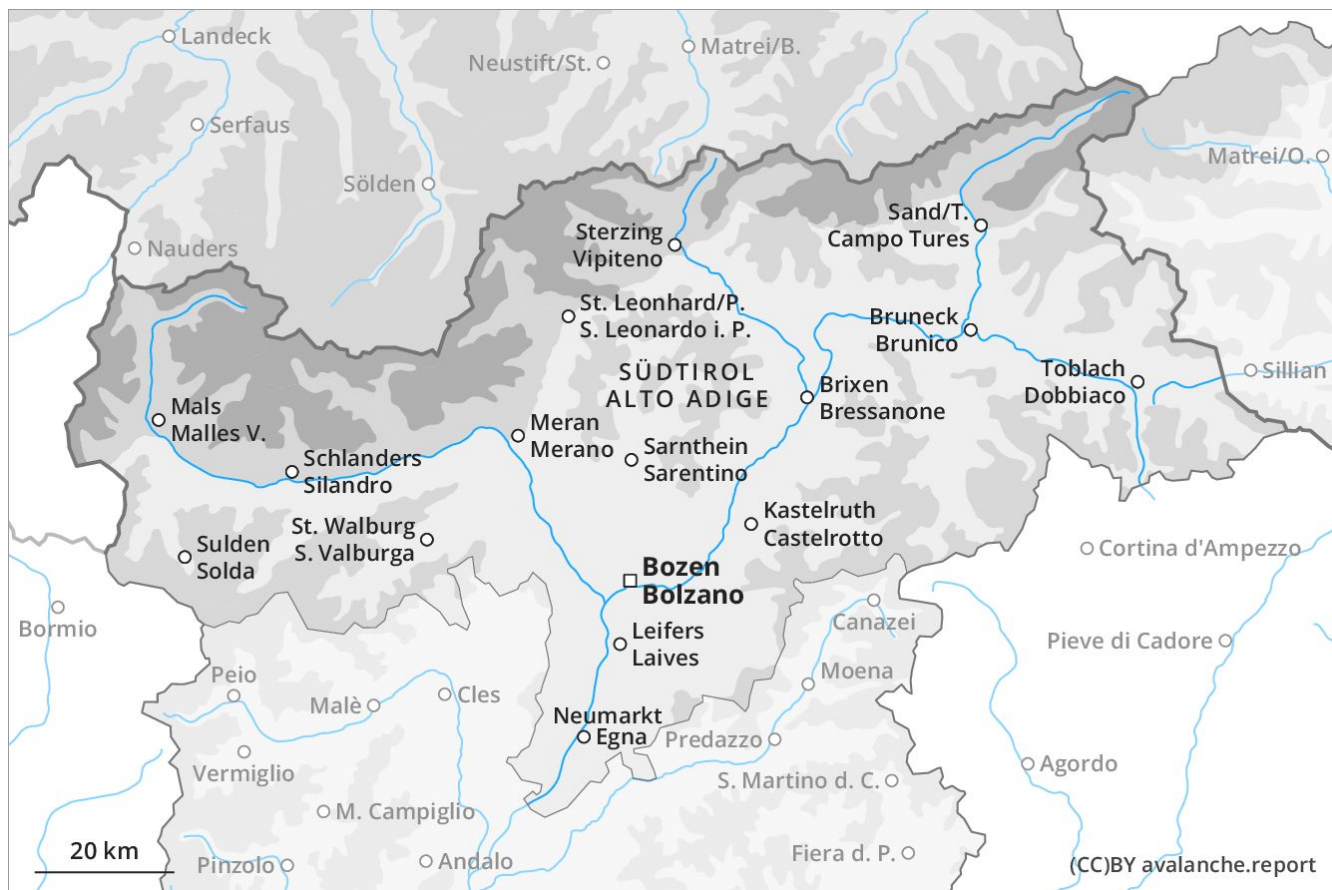 Landeck
Matrei/B.
Neustift/St.
Serfaus
Matrei/O.
Sölden
Sand/T.
Campo Tures
Sterzing
Vipiteno
Nauders
St. Leonhard/P.
S. Leonardo i. P.
Bruneck
Brunico
SÜDTIROL
ALTO ADIGE
Toblach
Dobbiaco
Sillian
Brixen
Bressanone
Mals
Malles V.
Meran
Merano
Sarnthein
Sarentino
Schlanders
Silandro
Kastelruth
Castelrotto
St. Walburg
S. Valburga
Sulden
Solda
Cortina d'Ampezzo
Bozen
Bolzano
Bormio
Canazei
Leifers
Laives
Pieve di Cadore
Peio
Moena
Malè
Cles
Neumarkt
Egna
Predazzo
Vermiglio
Agordo
S. Martino d. C.
M. Campiglio
20 km
Pinzolo
Andalo
Fiera d. P.
(CC)BY avalanche.report